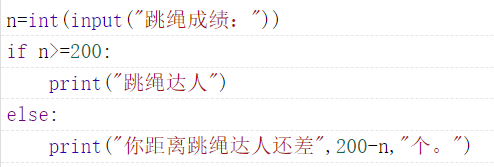 n=int(input("跳绳成绩："))
if n>=200:
    print("跳绳达人")
else:
    print("你距离跳绳达人还差",200-n,"个。")